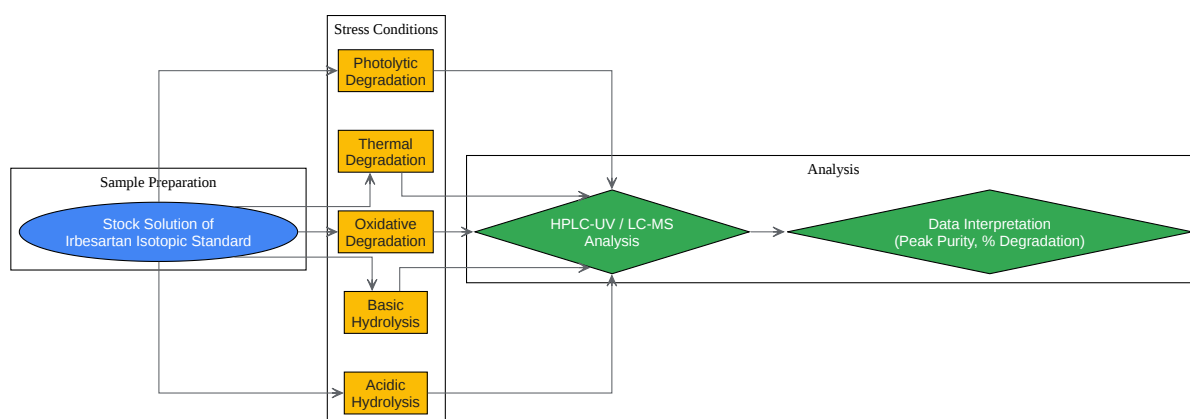 Stress Conditions
Photolytic
Degradation
Thermal
Degradation
Sample Preparation
Stock Solution of
Irbesartan Isotopic Standard
Oxidative
Degradation
Basic
Hydrolysis
Acidic
Hydrolysis
Analysis
HPLC-UV / LC-MS
Analysis
Data Interpretation
(Peak Purity, % Degradation)